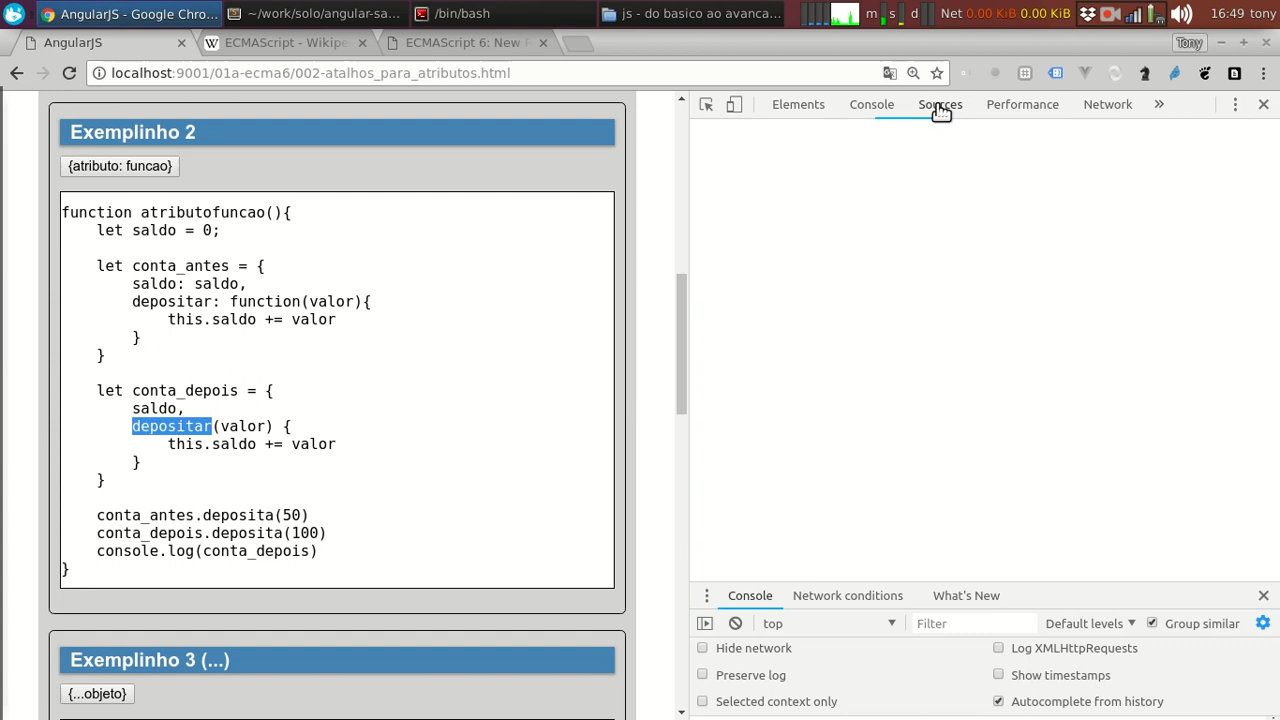 AngularJS - Google Chro...
~/work/solo/angular-sa...
/bin/bash
js - do basico ao avanca...
m
s
d
Net 0.00 KiB 0.00 KiB
16:49 tony
AngularJS
ECMAScript - Wikipe
ECMAScript 6: New F
Tony
localhost:9001/01a-ecma6/002-atalhos_para_atributos.html
Elements
Console
Sources
Performance
Network
Exemplinho 2
{atributo: funcao}
function atributofuncao(){
let saldo = 0;
let conta_antes = {
saldo: saldo,
depositar: function(valor){
this.saldo += valor
}
}
let conta_depois = {
saldo,
depositar(valor) {
this.saldo += valor
}
}
conta_antes.deposita(50)
conta_depois.deposita(100)
console.log(conta_depois)
}
Exemplinho 3 (...)
{...objeto}
Console
Network conditions
What's New
top
Filter
Default levels
Group similar
Hide network
Log XMLHttpRequests
Preserve log
Show timestamps
Selected context only
Autocomplete from history